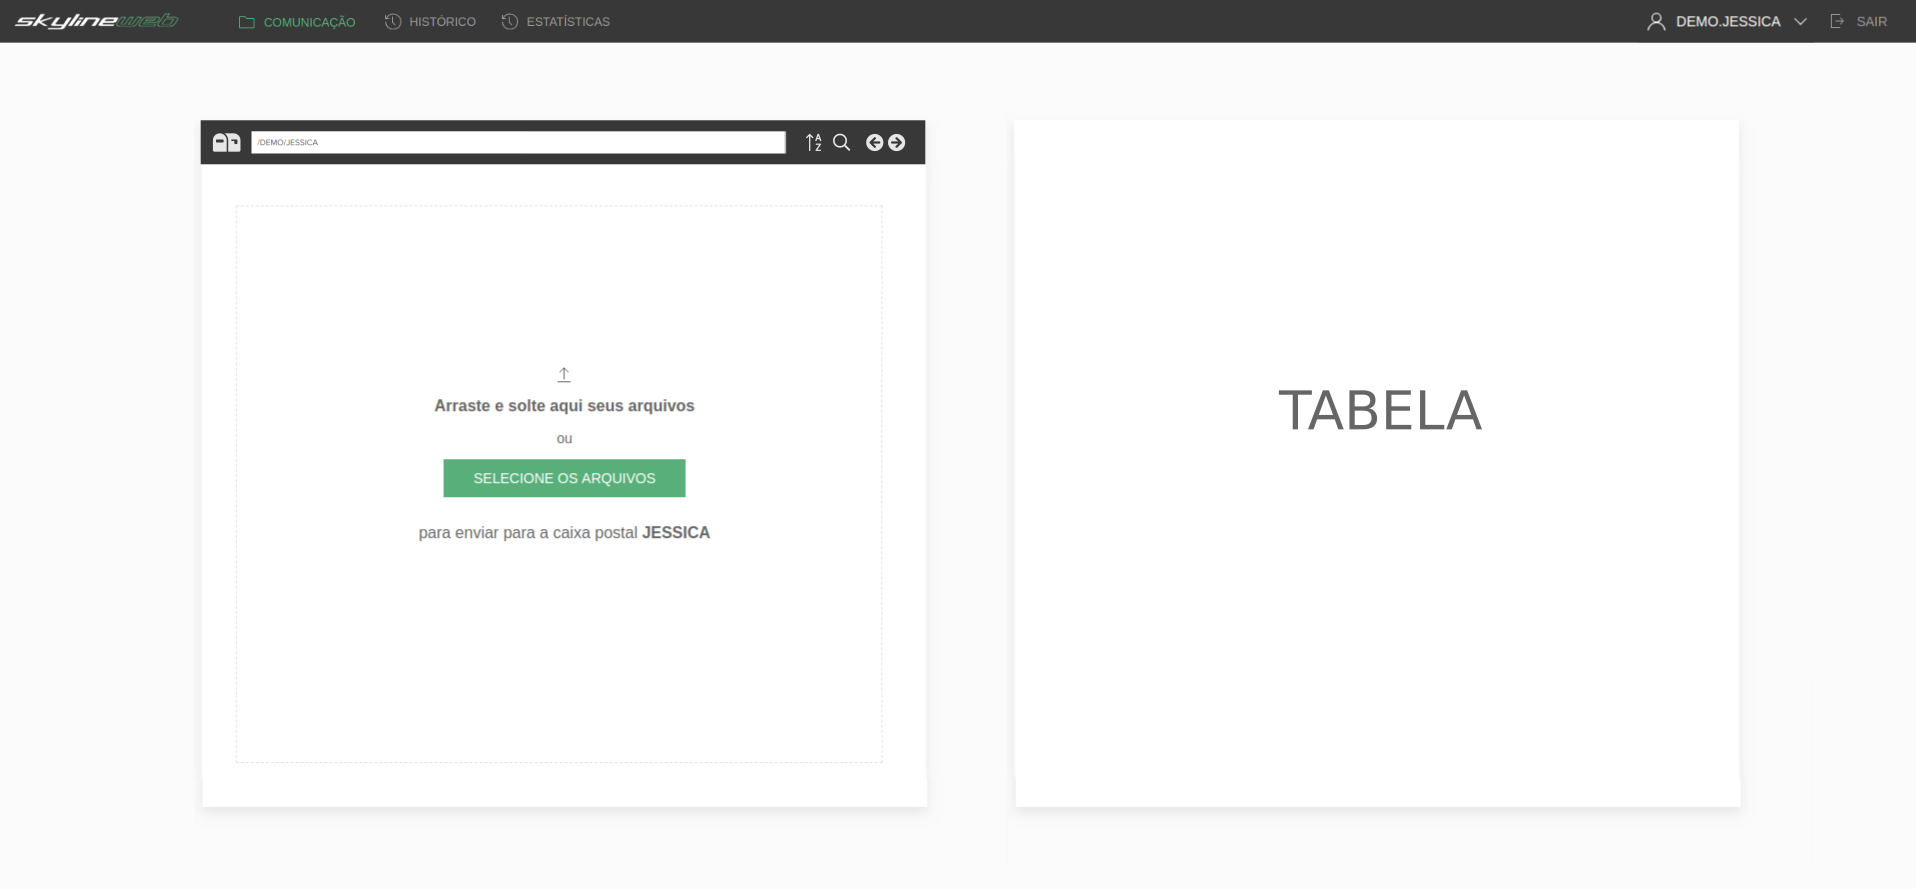 skylineweb COMUNICAÇÃO HISTÓRICO ESTATÍSTICAS DEMO.JESSICA SAIR
/DEMO/JESSICA
A
Z
Arraste e solte aqui seus arquivos
ou
SELECIONE OS ARQUIVOS
para enviar para a caixa postal JESSICA
TABELA